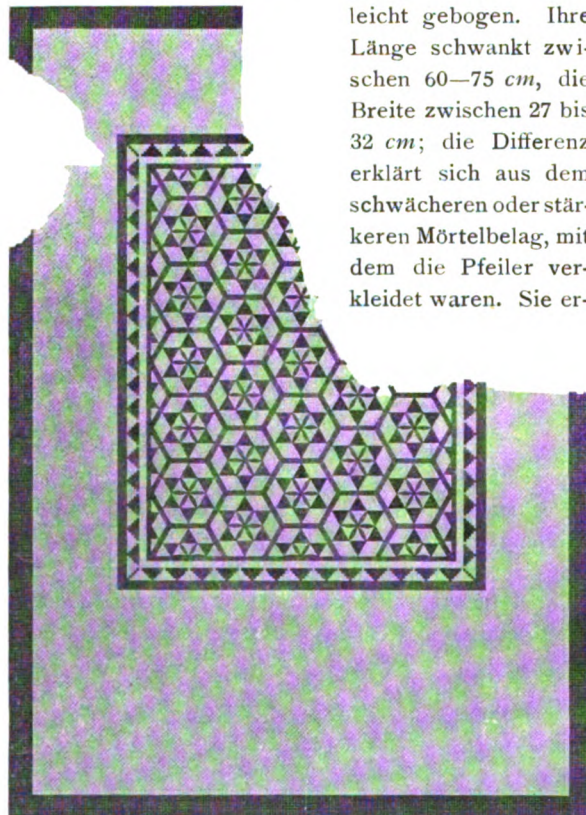 leicht gebogen. Ihre
Länge schwankt zwi-
schen 60—75 cm, die
Breite zwischen 27 bis
32 cm; die Differenz
erklärt sich aus dem
schwächeren oder stär-
keren Mörtelbelag, mit
dem die Pfeiler ver-
kleidet waren. Sie er-